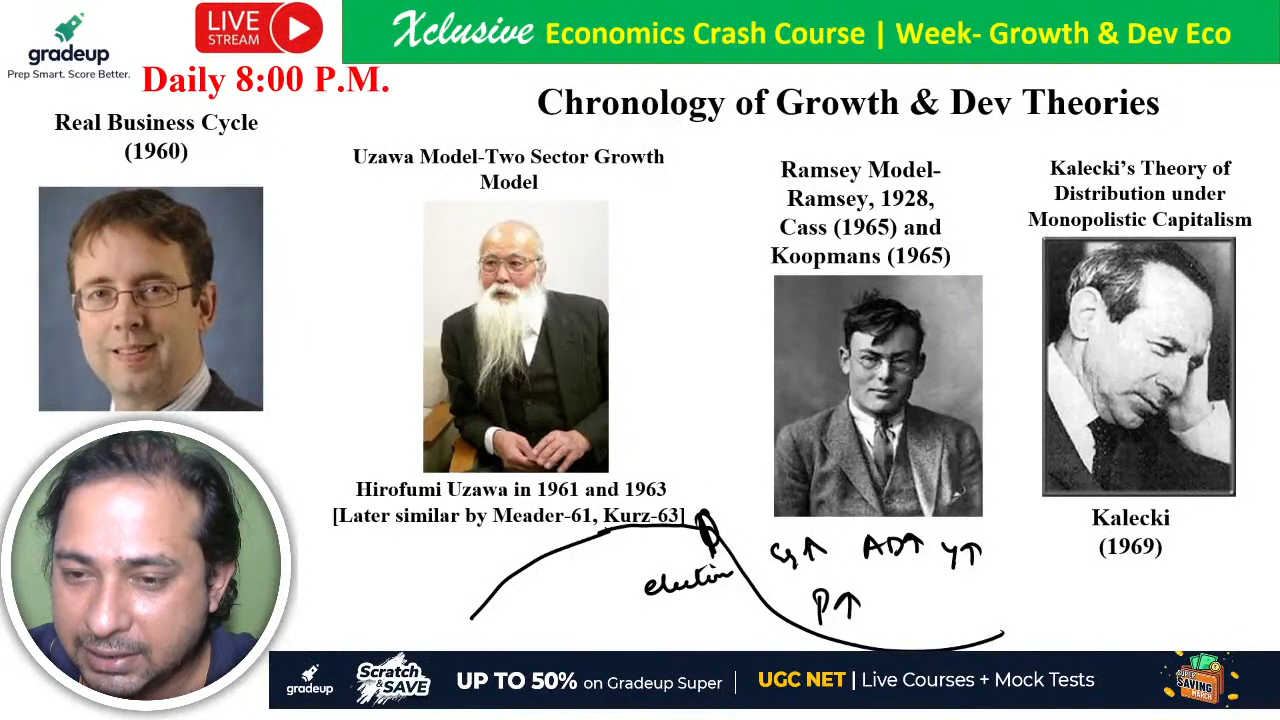 gradeup
Prep Smart. Score Better.
LIVE
STREAM
Xclusive Economics Crash Course | Week- Growth & Dev Eco
Daily 8:00 P.M.
Chronology of Growth & Dev Theories
Real Business Cycle
(1960)
Uzawa Model-Two Sector Growth
Model
Hirofumi Uzawa in 1961 and 1963
[Later similar by Meader-61, Kurz-63]
Ramsey Model-
Ramsey, 1928,
Cass (1965) and
Koopmans (1965)
Kalecki’s Theory of
Distribution under
Monopolistic Capitalism
Kalecki
(1969)
election
G↑ AD↑ Y↑
P↑
gradeup
Scratch
& SAVE
UP TO 50% on Gradeup Super
UGC NET | Live Courses + Mock Tests
SUPER
SAVING
MARCH